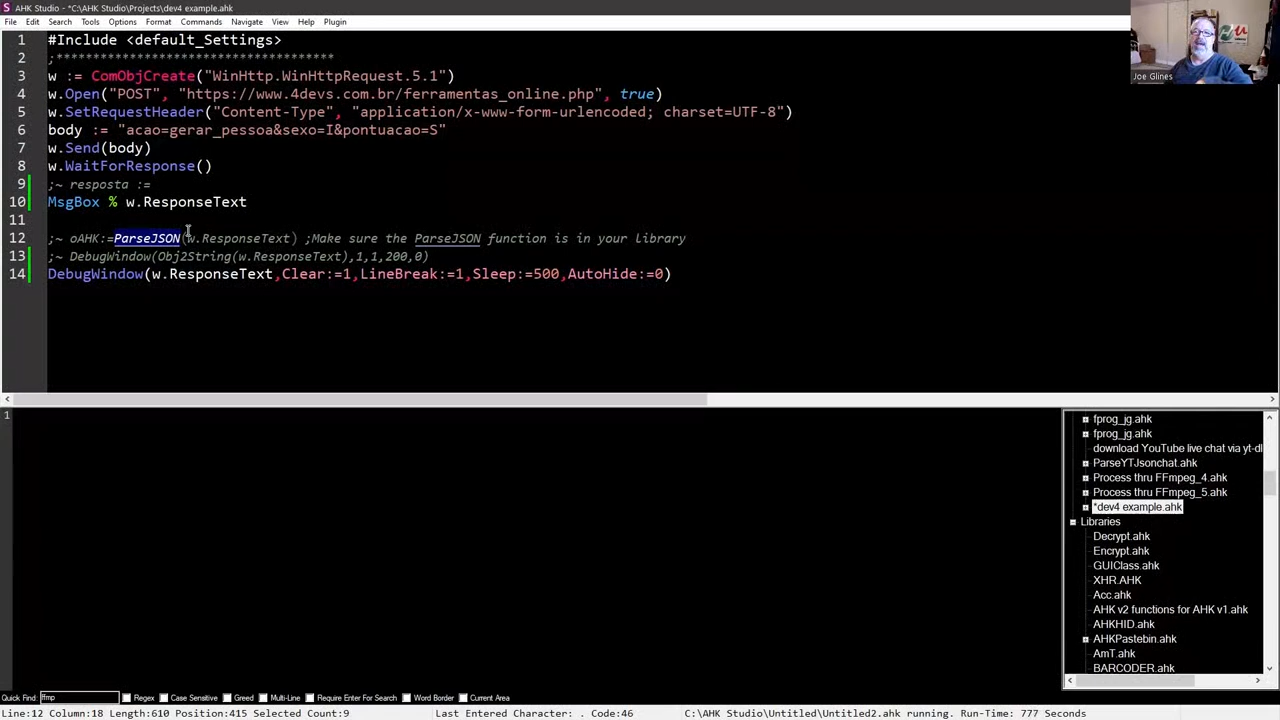 AHK Studio - *C:\AHK Studio\Projects\dev4 example.ahk
File Edit Search Tools Options Format Commands Navigate View Help Plugin
1 #Include <default_Settings>
2 ;**************************************
3 w := ComObjCreate("WinHttp.WinHttpRequest.5.1")
4 w.Open("POST", "https://www.4devs.com.br/ferramentas_online.php", true)
5 w.SetRequestHeader("Content-Type", "application/x-www-form-urlencoded; charset=UTF-8")
6 body := "acao=gerar_pessoa&sexo=I&pontuacao=S"
7 w.Send(body)
8 w.WaitForResponse()
9 ;~ resposta :=
10 MsgBox % w.ResponseText
11
12 ;~ oAHK:=ParseJSON(w.ResponseText) ;Make sure the ParseJSON function is in your library
13 ;~ DebugWindow(Obj2String(w.ResponseText),1,1,200,0)
14 DebugWindow(w.ResponseText,Clear:=1,LineBreak:=1,Sleep:=500,AutoHide:=0)
Joe Glines
1
fprog_jg.ahk
fprog_jg.ahk
download YouTube live chat via yt-dl
ParseYTJsonchat.ahk
Process thru FFmpeg_4.ahk
Process thru FFmpeg_5.ahk
*dev4 example.ahk
Libraries
Decrypt.ahk
Encrypt.ahk
GUIClass.ahk
XHR.AHK
Acc.ahk
AHK v2 functions for AHK v1.ahk
AHKHID.ahk
AHKPastebin.ahk
AmT.ahk
BARCODER.ahk
Quick Find: ffmp Regex Case Sensitive Greed Multi-Line Require Enter For Search Word Border Current Area
Line:12 Column:18 Length:610 Position:415 Selected Count:9 Last Entered Character: . Code:46 C:\AHK Studio\Untitled\Untitled2.ahk running. Run-Time: 777 Seconds